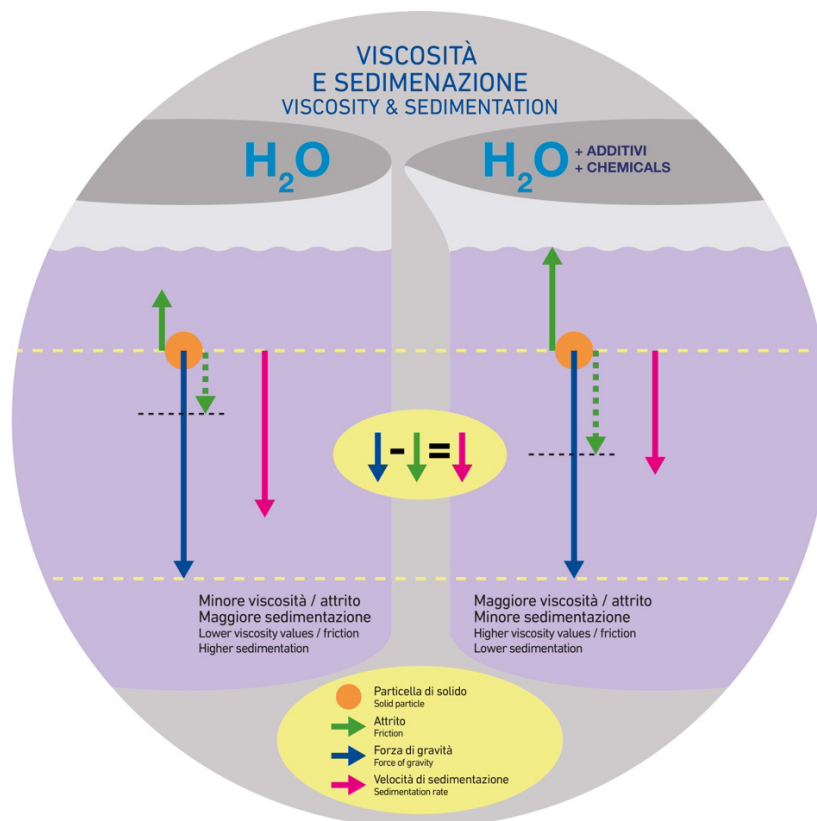 VISCOSITÀ
E SEDIMENAZIONE
VISCOSITY & SEDIMENTATION
H₂O
H₂O + ADDITIVI
+ CHEMICALS
- =
Minore viscosità / attrito
Maggiore sedimentazione
Lower viscosity values / friction
Higher sedimentation
Maggiore viscosità / attrito
Minore sedimentazione
Higher viscosity values / friction
Lower sedimentation
Particella di solido
Solid particle
Attrito
Friction
Forza di gravità
Force of gravity
Velocità di sedimentazione
Sedimentation rate